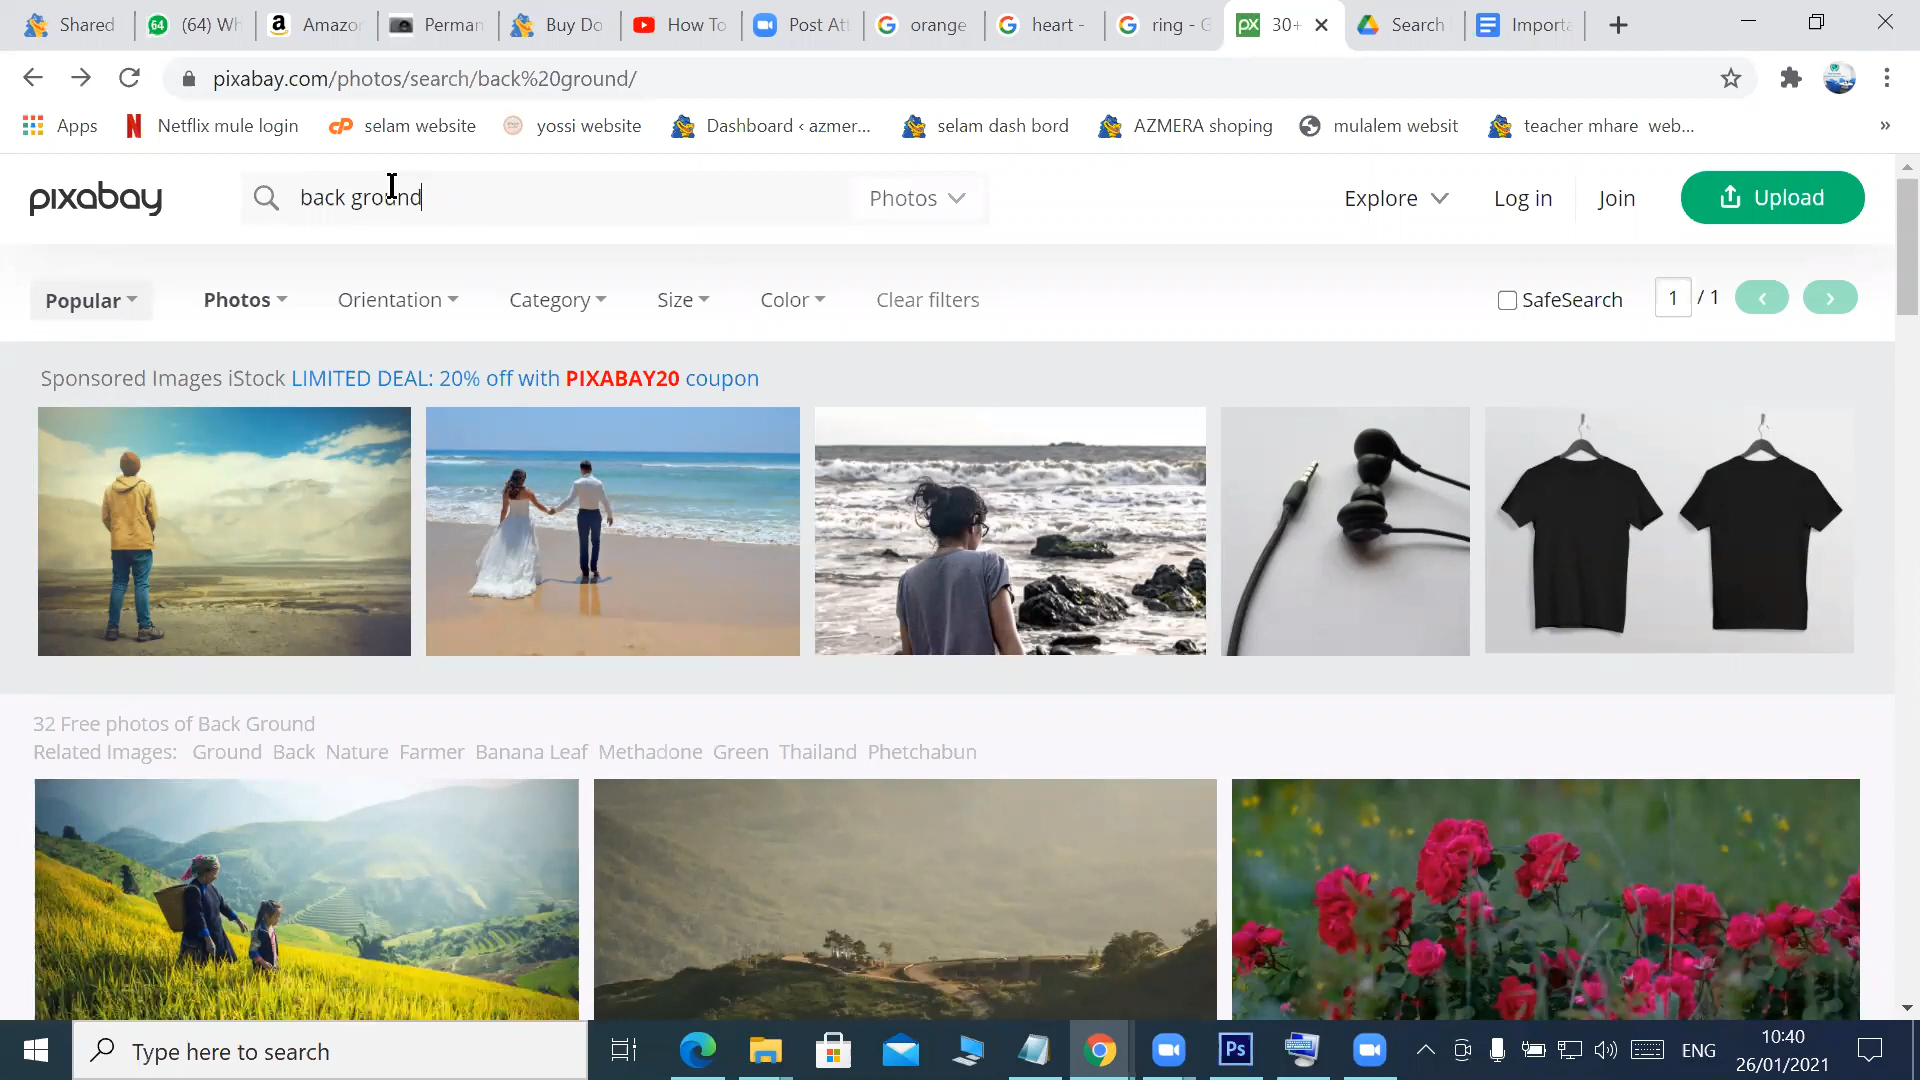 Shared
(64) Wh
Amazon
Perman
Buy Do
How To
Post Att
orange
heart -
ring - G
30+
Search
Importa
pixabay.com/photos/search/back%20ground/
Apps
Netflix mule login
selam website
yossi website
Dashboard ‹ azmer...
selam dash bord
AZMERA shoping
mulalem websit
teacher mhare web...
»
pixabay
back ground
Photos
Explore
Log in
Join
Upload
Popular
Photos
Orientation
Category
Size
Color
Clear filters
SafeSearch
1 / 1
Sponsored Images iStock LIMITED DEAL: 20% off with PIXABAY20 coupon
32 Free photos of Back Ground
Related Images: Ground Back Nature Farmer Banana Leaf Methadone Green Thailand Phetchabun
Type here to search
Ps
ENG
10:40
26/01/2021